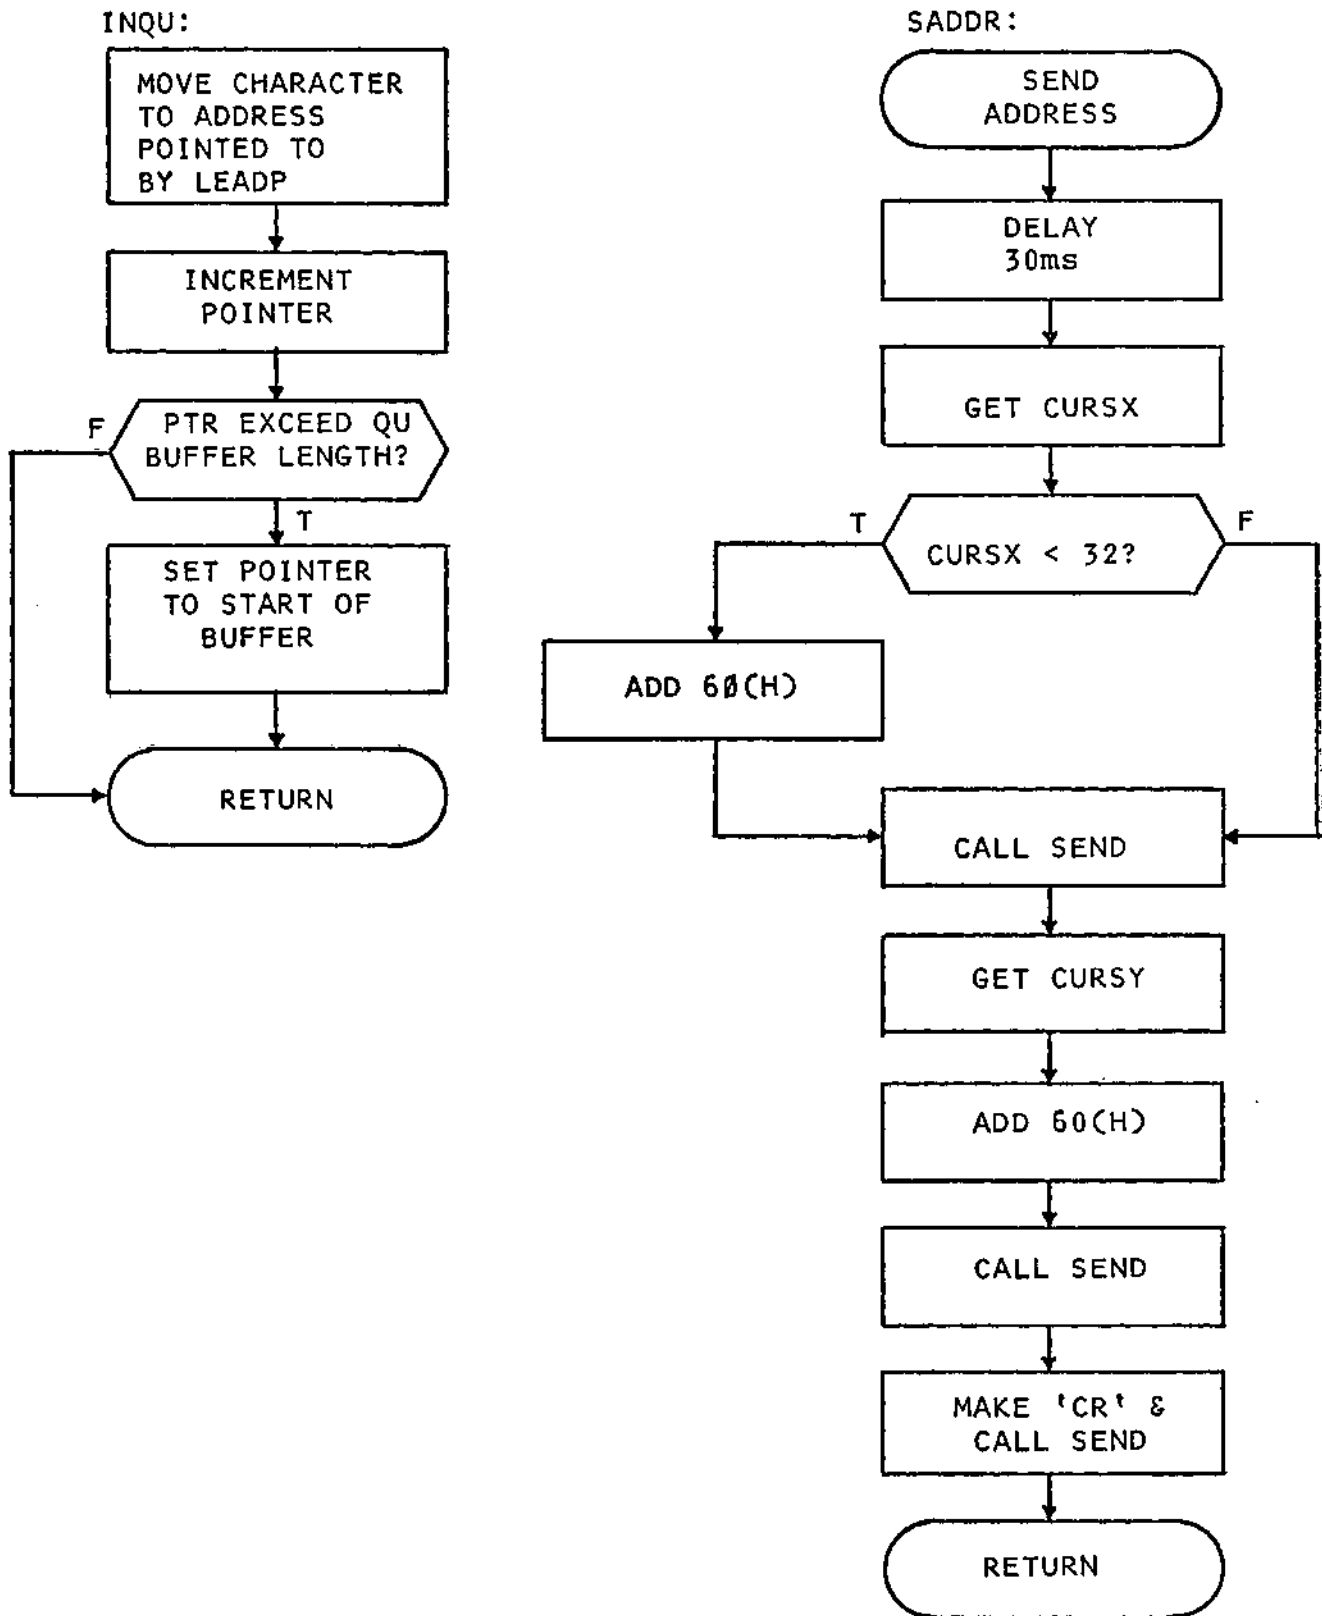 INQU:
MOVE CHARACTER
TO ADDRESS
POINTED TO
BY LEADP
INCREMENT
POINTER
F
PTR EXCEED QU
BUFFER LENGTH?
T
SET POINTER
TO START OF
BUFFER
RETURN
SADDR:
SEND
ADDRESS
DELAY
30ms
GET CURSX
T
CURSX < 32?
F
ADD 6Ø(H)
CALL SEND
GET CURSY
ADD 60(H)
CALL SEND
MAKE 'CR' &
CALL SEND
RETURN